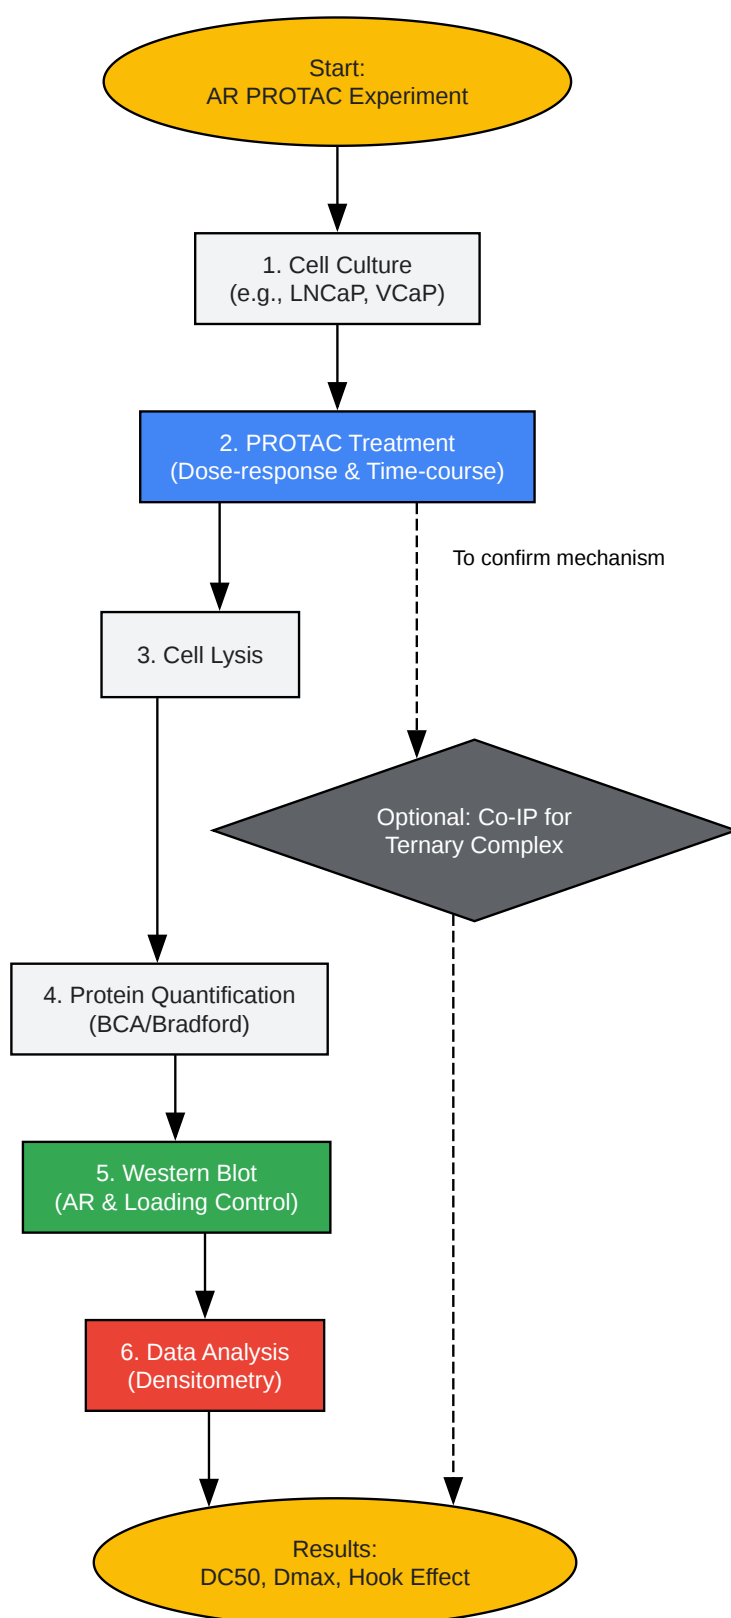 Start:
AR PROTAC Experiment
1. Cell Culture
(e.g., LNCaP, VCaP)
2. PROTAC Treatment
(Dose-response & Time-course)
To confirm mechanism
3. Cell Lysis
Optional: Co-IP for
Ternary Complex
4. Protein Quantification
(BCA/Bradford)
5. Western Blot
(AR & Loading Control)
6. Data Analysis
(Densitometry)
Results:
DC50, Dmax, Hook Effect